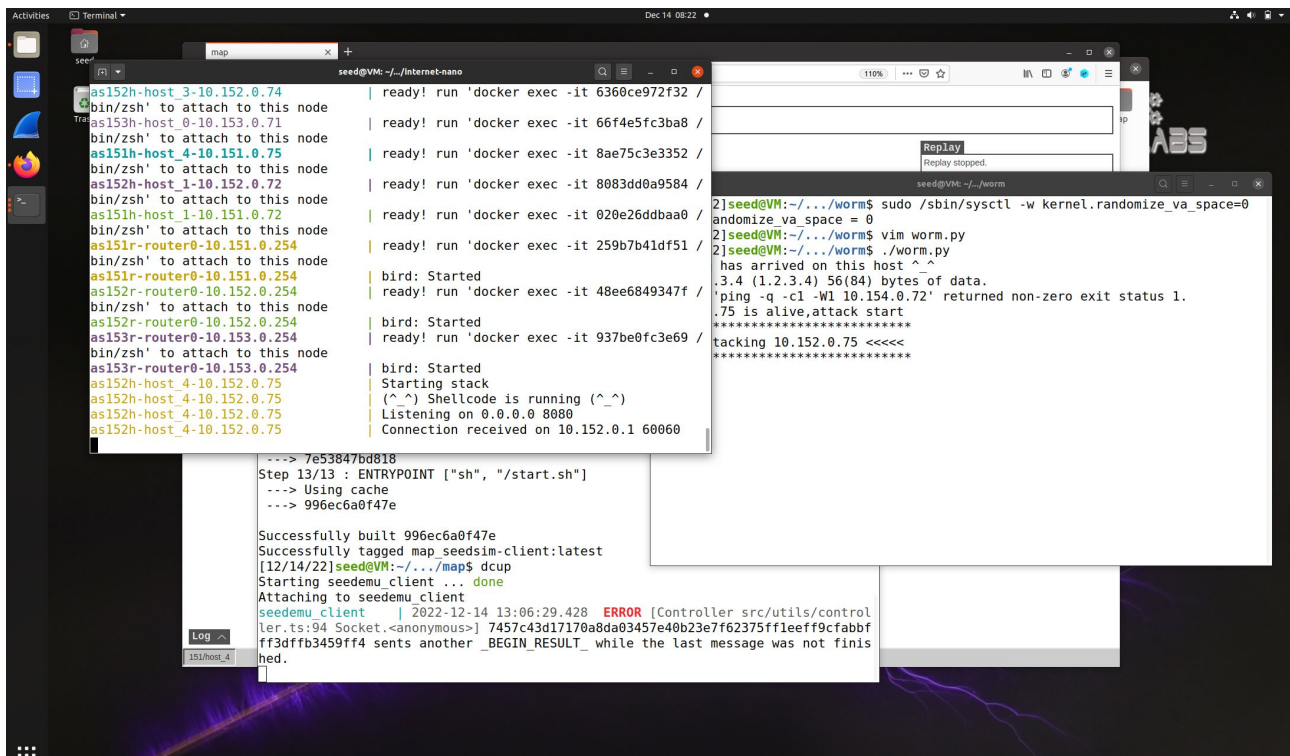 Activities Terminal Dec 14 08:22
seed
Tras
map
seed@VM: ~/.../internet-nano
as152h-host_3-10.152.0.74 | ready! run 'docker exec -it 6360ce972f32 /
bin/zsh' to attach to this node
as153h-host_0-10.153.0.71 | ready! run 'docker exec -it 66f4e5fc3ba8 /
bin/zsh' to attach to this node
as151h-host_4-10.151.0.75 | ready! run 'docker exec -it 8ae75c3e3352 /
bin/zsh' to attach to this node
as152h-host_1-10.152.0.72 | ready! run 'docker exec -it 8083dd0a9584 /
bin/zsh' to attach to this node
as151h-host_1-10.151.0.72 | ready! run 'docker exec -it 020e26ddbaa0 /
bin/zsh' to attach to this node
as151r-router0-10.151.0.254 | ready! run 'docker exec -it 259b7b41df51 /
bin/zsh' to attach to this node
as151r-router0-10.151.0.254 | bird: Started
as152r-router0-10.152.0.254 | ready! run 'docker exec -it 48ee6849347f /
bin/zsh' to attach to this node
as152r-router0-10.152.0.254 | bird: Started
as153r-router0-10.153.0.254 | ready! run 'docker exec -it 937be0fc3e69 /
bin/zsh' to attach to this node
as153r-router0-10.153.0.254 | bird: Started
as152h-host_4-10.152.0.75 | Starting stack
as152h-host_4-10.152.0.75 | (^_^) Shellcode is running (^_^)
as152h-host_4-10.152.0.75 | Listening on 0.0.0.0 8080
as152h-host_4-10.152.0.75 | Connection received on 10.152.0.1 60060
110%
ap
ABS
Replay
Replay stopped.
seed@VM: ~/.../worm
2]seed@VM:~/.../worm$ sudo /sbin/sysctl -w kernel.randomize_va_space=0
andomize_va_space = 0
2]seed@VM:~/.../worm$ vim worm.py
2]seed@VM:~/.../worm$ ./worm.py
has arrived on this host ^_^
.3.4 (1.2.3.4) 56(84) bytes of data.
'ping -q -c1 -W1 10.154.0.72' returned non-zero exit status 1.
.75 is alive,attack start
***************************
tacking 10.152.0.75 <<<<<
***************************
---> 7e53847bd818
Step 13/13 : ENTRYPOINT ["sh", "/start.sh"]
---> Using cache
---> 996ec6a0f47e
Successfully built 996ec6a0f47e
Successfully tagged map_seedsim-client:latest
[12/14/22]seed@VM:~/.../map$ dcup
Starting seedemu_client ... done
Attaching to seedemu_client
seedemu_client | 2022-12-14 13:06:29.428 ERROR [Controller src/utils/control
ler.ts:94 Socket.<anonymous>] 7457c43d17170a8da03457e40b23e7f62375ff1eeff9cfabbf
ff3dffb3459ff4 sents another _BEGIN_RESULT_ while the last message was not finis
hed.
Log
151/host_4